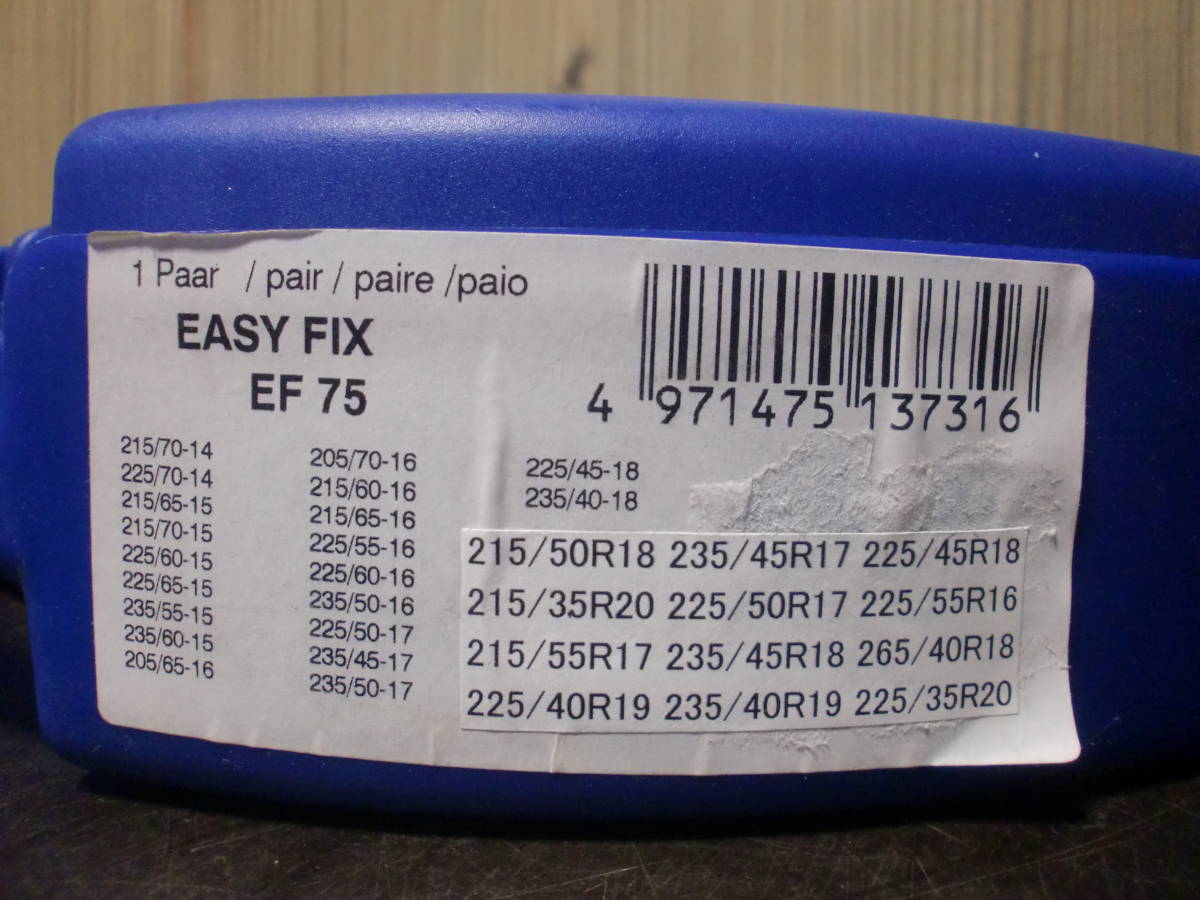 1 Paar / pair / paire /paio
EASY FIX
EF 75
4 971475 137316
215/70-14
225/70-14
215/65-15
215/70-15
225/60-15
225/65-15
235/55-15
235/60-15
205/65-16
205/70-16
215/60-16
215/65-16
225/55-16
225/60-16
235/50-16
225/50-17
235/45-17
235/50-17
225/45-18
235/40-18
215/50R18 235/45R17 225/45R18
215/35R20 225/50R17 225/55R16
215/55R17 235/45R18 265/40R18
225/40R19 235/40R19 225/35R20